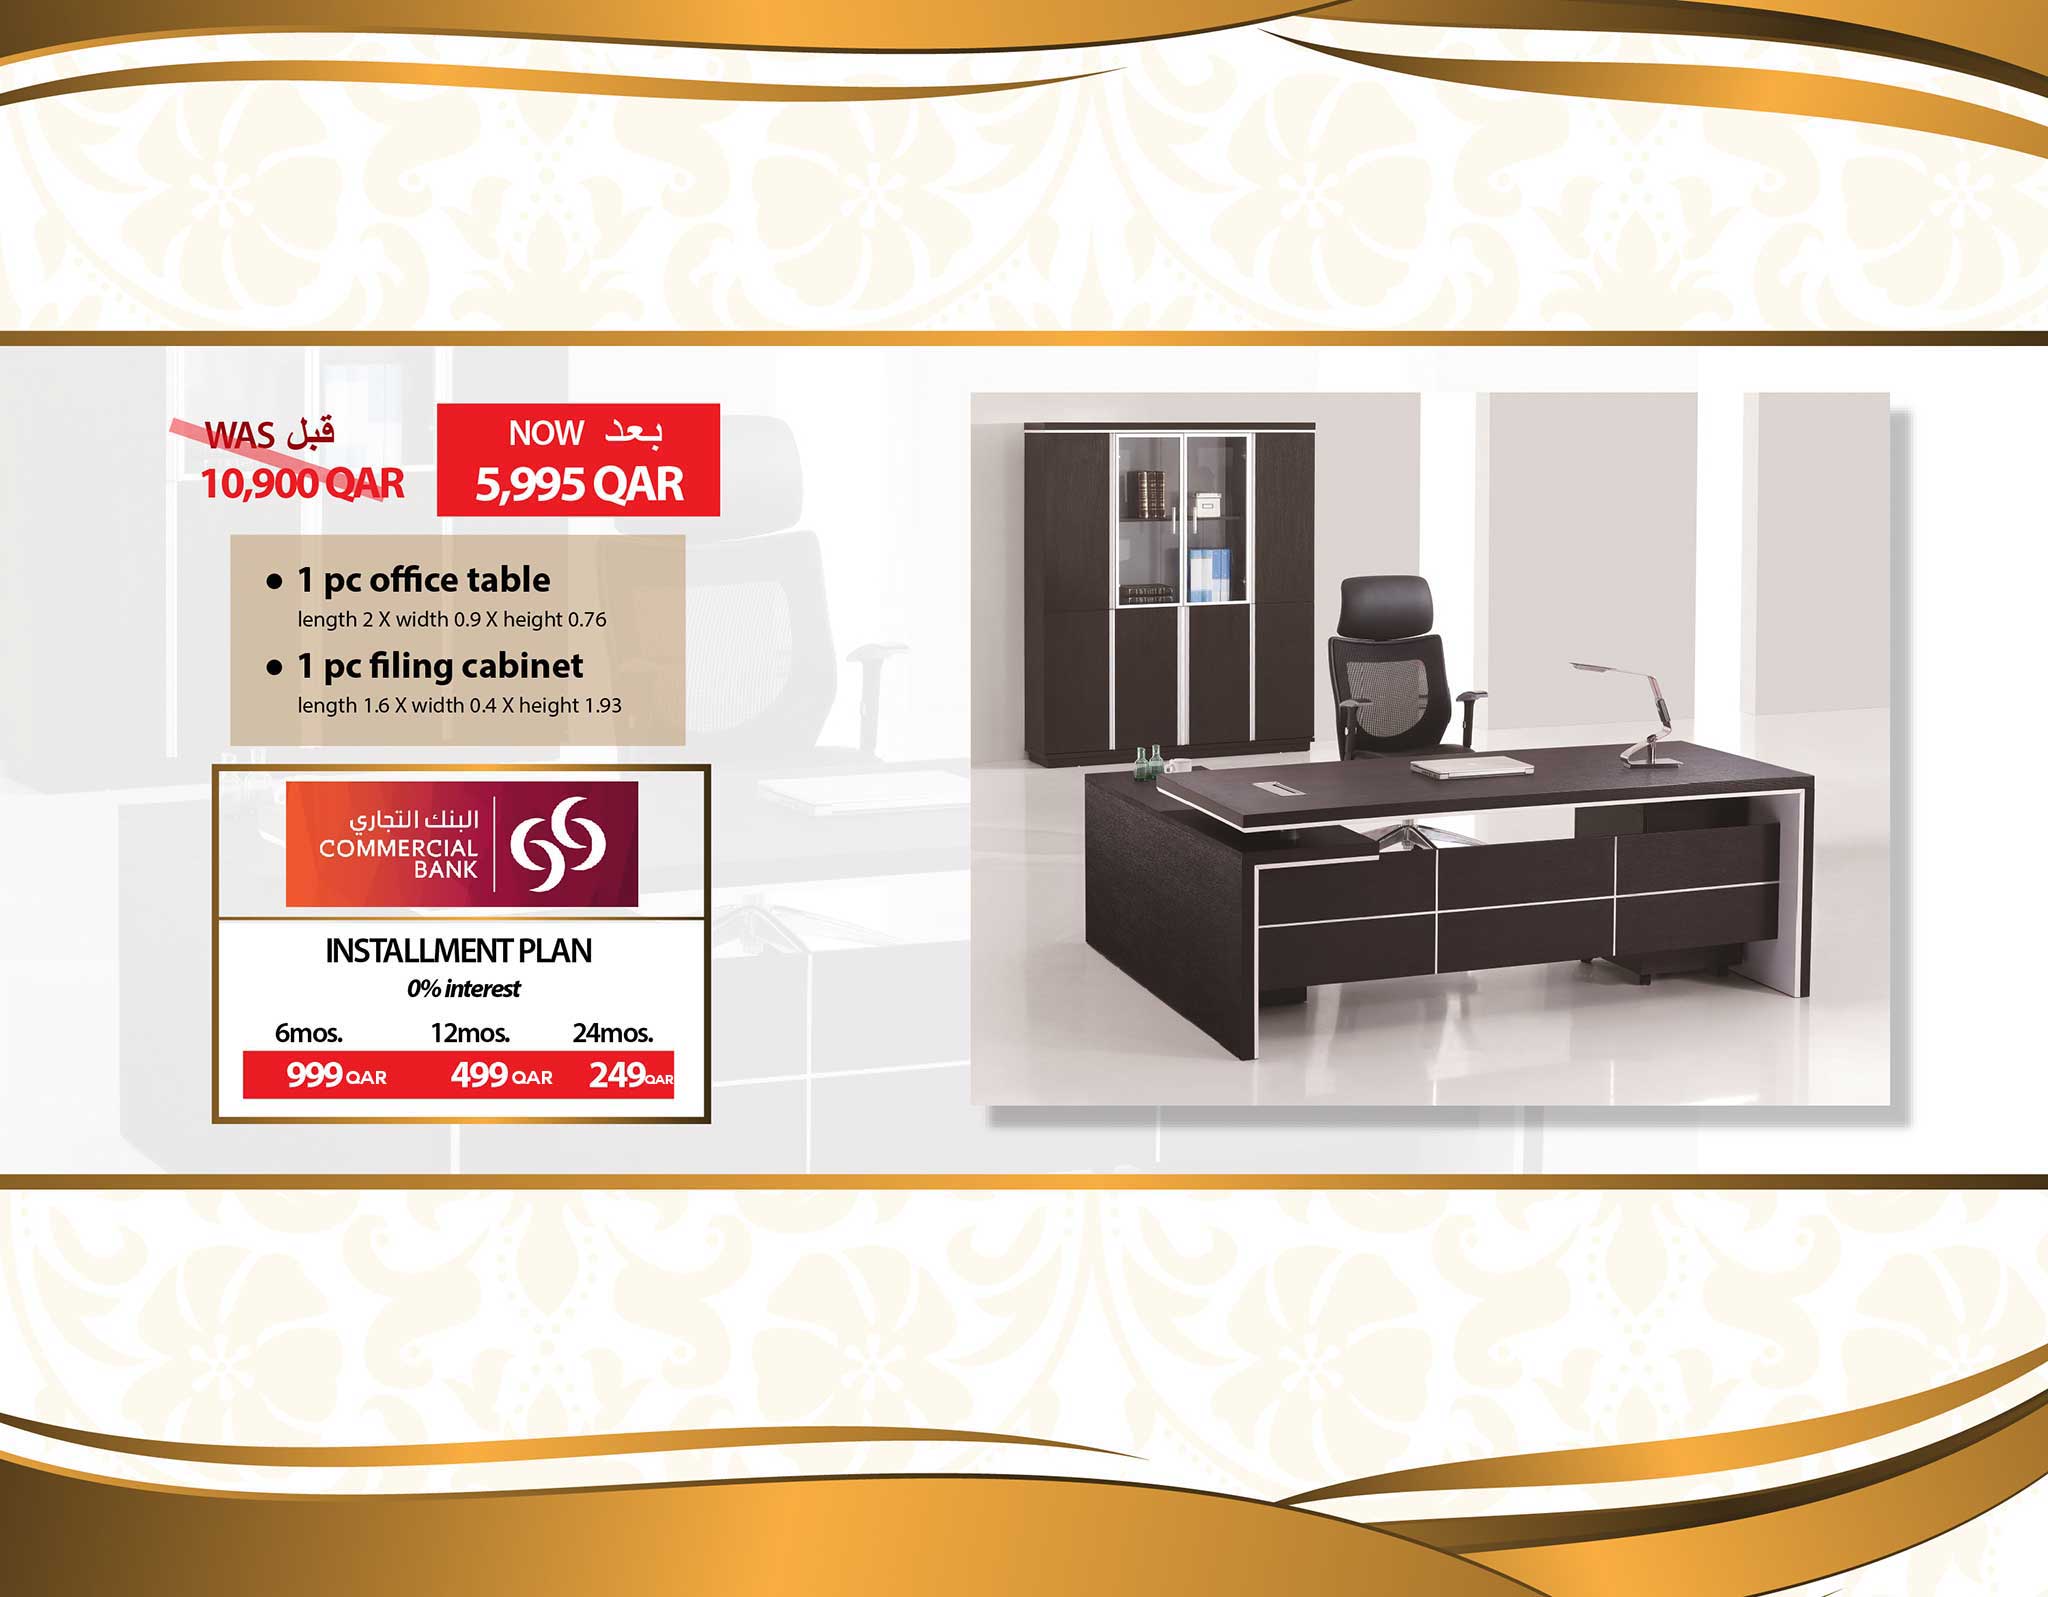 WAS قبل
10,900 QAR
NOW بعد
5,995 QAR
● 1 pc office table
length 2 X width 0.9 X height 0.76
● 1 pc filing cabinet
length 1.6 X width 0.4 X height 1.93
البنك التجاري
COMMERCIAL
BANK
INSTALLMENT PLAN
0% interest
6mos. 12mos. 24mos.
999 QAR 499 QAR 249 QAR